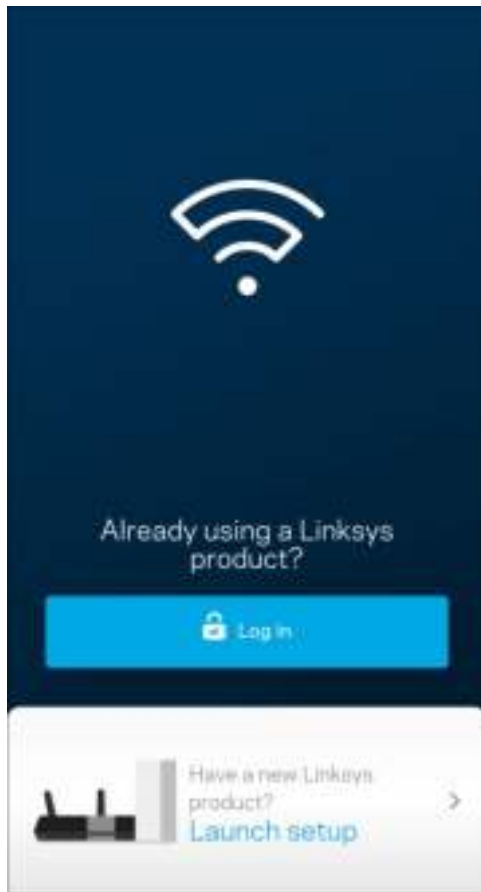 Already using a Linksys
product?
Log in
Have a new Linksys
product?
Launch setup